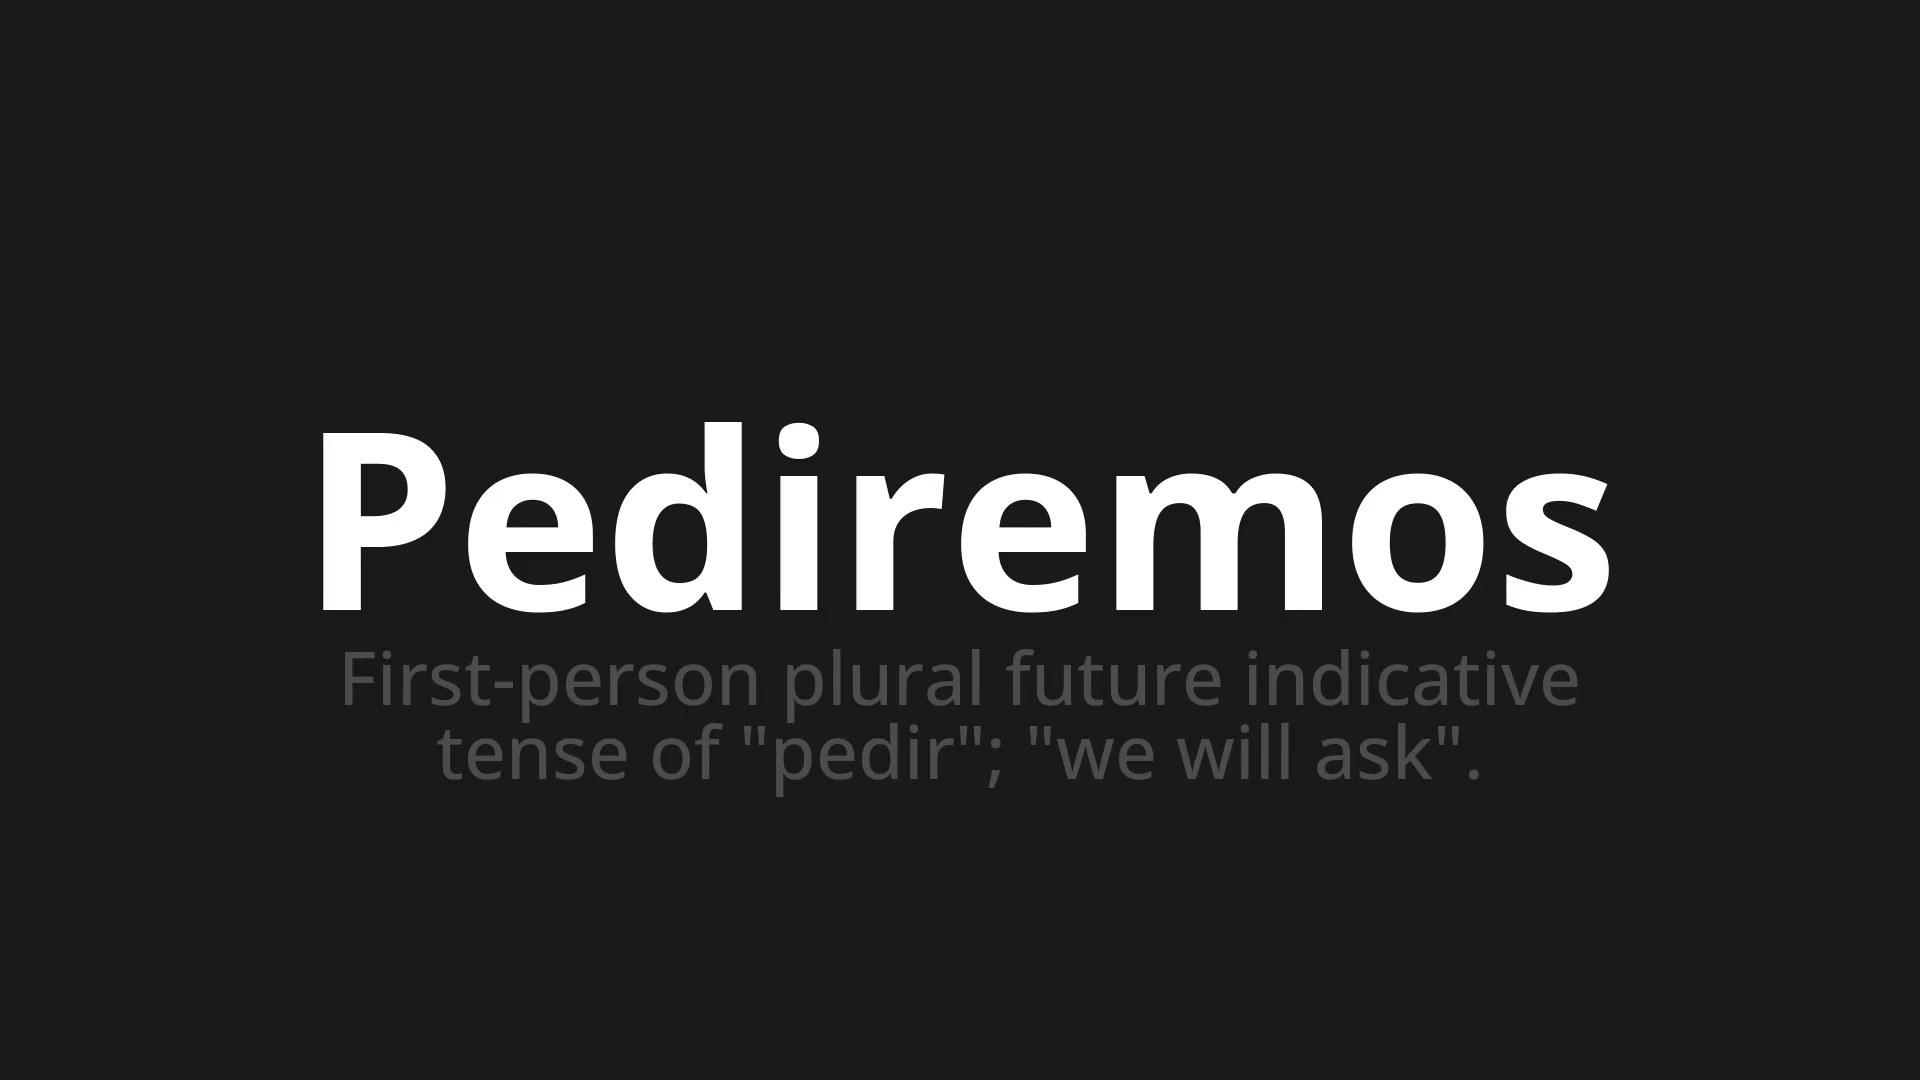 Pediremos
First-person plural future indicative
tense of "pedir"; "we will ask".